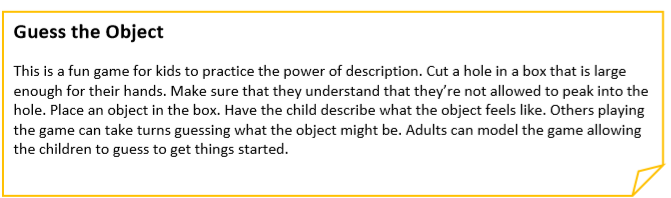 Guess the Object
This is a fun game for kids to practice the power of description. Cut a hole in a box that is large
enough for their hands. Make sure that they understand that they're not allowed to peak into the
hole. Place an object in the box. Have the child describe what the object feels like. Others playing
the game can take turns guessing what the object might be. Adults can model the game allowing
the children to guess to get things started.